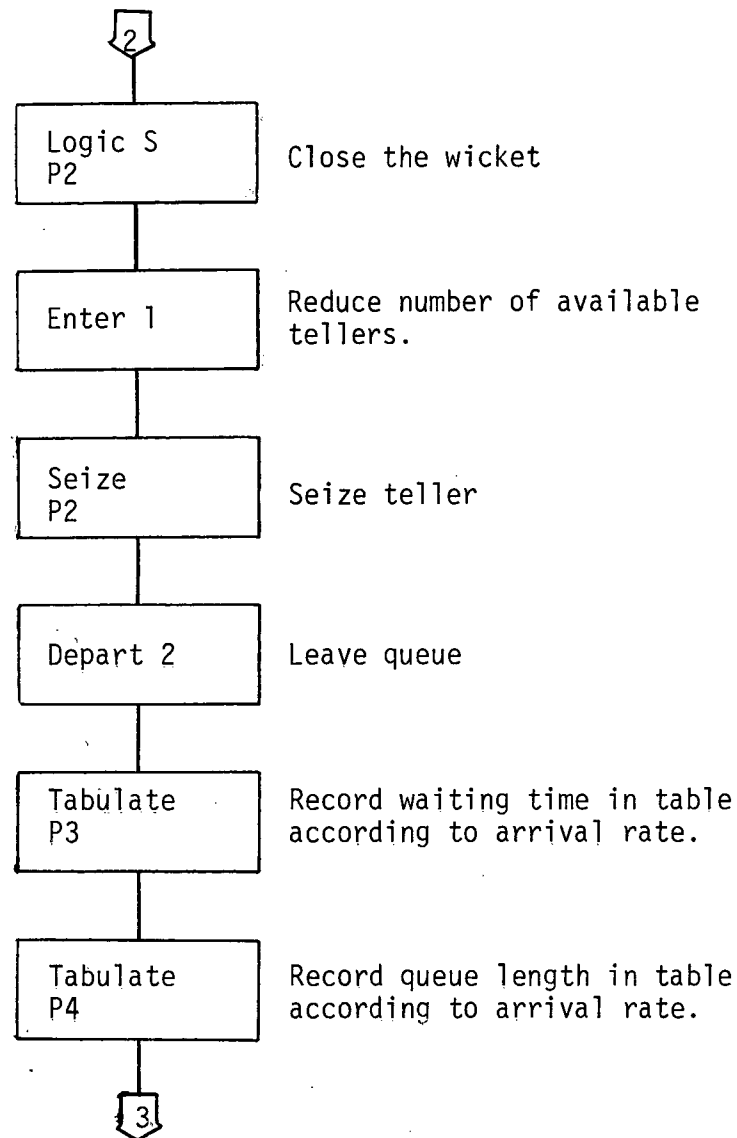 2
Logic S
P2
Close the wicket
Enter 1
Reduce number of available
tellers.
Seize
P2
Seize teller
Depart 2
Leave queue
Tabulate
P3
Record waiting time in table
according to arrival rate.
Tabulate
P4
Record queue length in table
according to arrival rate.
3